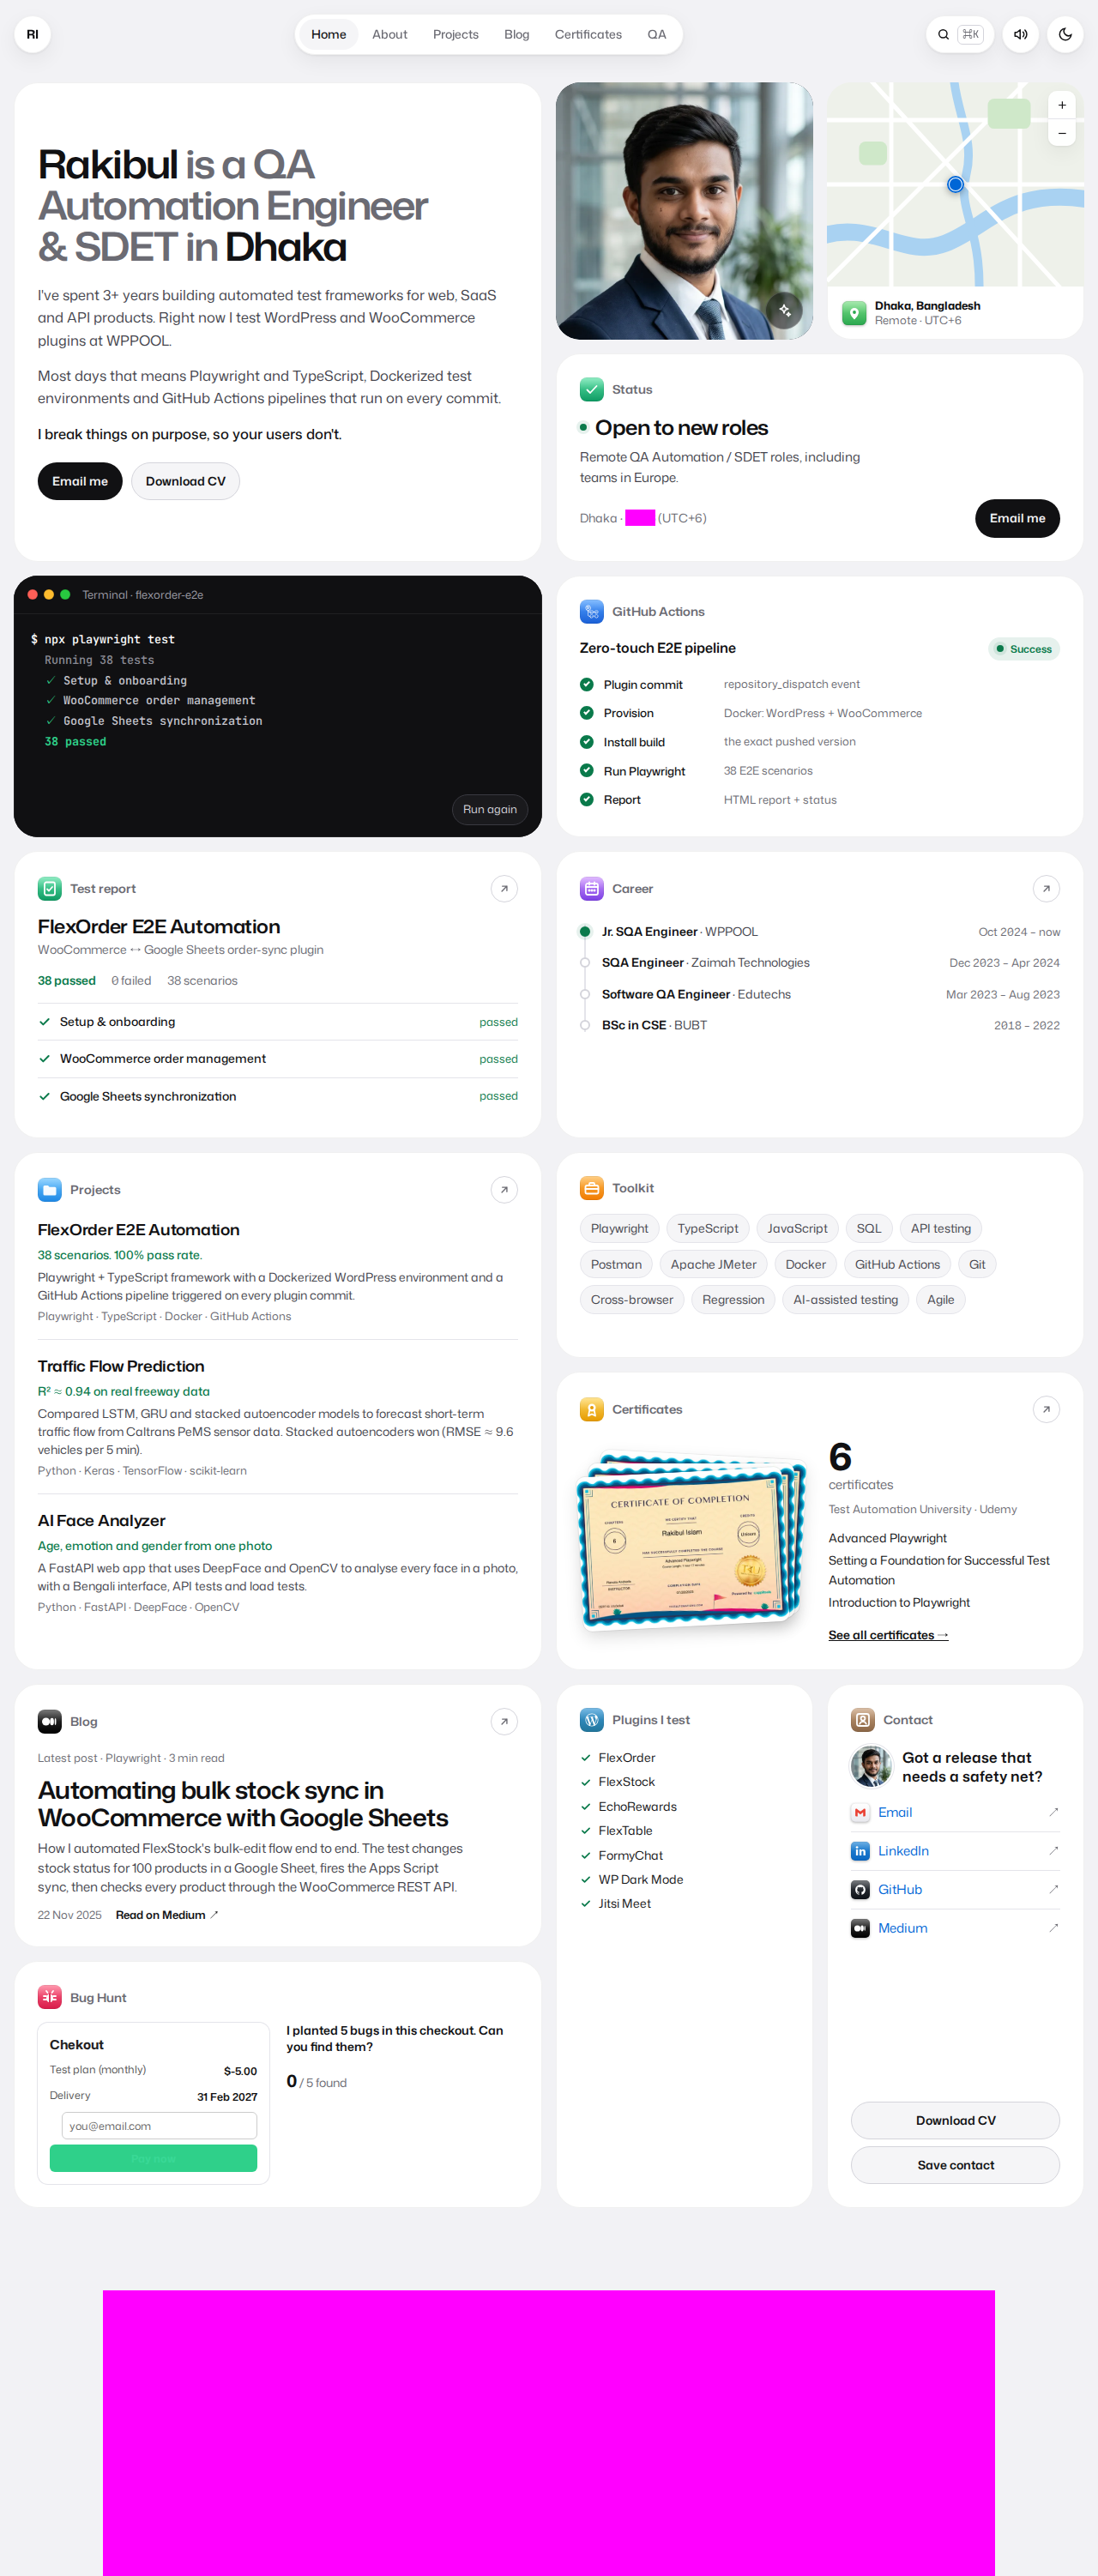 RI
Home
About
Projects
Blog
Certificates
QA
⌘K
Rakibul is a QA
Automation Engineer
& SDET in Dhaka
I've spent 3+ years building automated test frameworks for web, SaaS
and API products. Right now I test WordPress and WooCommerce
plugins at WPPOOL.
Most days that means Playwright and TypeScript, Dockerized test
environments and GitHub Actions pipelines that run on every commit.
I break things on purpose, so your users don't.
Email me
Download CV
+
−
Dhaka, Bangladesh
Remote · UTC+6
Status
Open to new roles
Remote QA Automation / SDET roles, including
teams in Europe.
Dhaka · (UTC+6)
Email me
Terminal · flexorder-e2e
$ npx playwright test
Running 38 tests
✓ Setup & onboarding
✓ WooCommerce order management
✓ Google Sheets synchronization
38 passed
Run again
GitHub Actions
Zero-touch E2E pipeline
Success
Plugin commit repository_dispatch event
Provision Docker: WordPress + WooCommerce
Install build the exact pushed version
Run Playwright 38 E2E scenarios
Report HTML report + status
Test report
FlexOrder E2E Automation
WooCommerce ↔ Google Sheets order-sync plugin
38 passed 0 failed 38 scenarios
Setup & onboarding passed
WooCommerce order management passed
Google Sheets synchronization passed
Career
Jr. SQA Engineer · WPPOOL Oct 2024 – now
SQA Engineer · Zaimah Technologies Dec 2023 – Apr 2024
Software QA Engineer · Edutechs Mar 2023 – Aug 2023
BSc in CSE · BUBT 2018 – 2022
Projects
FlexOrder E2E Automation
38 scenarios. 100% pass rate.
Playwright + TypeScript framework with a Dockerized WordPress environment and a
GitHub Actions pipeline triggered on every plugin commit.
Playwright · TypeScript · Docker · GitHub Actions
Traffic Flow Prediction
R² ≈ 0.94 on real freeway data
Compared LSTM, GRU and stacked autoencoder models to forecast short-term
traffic flow from Caltrans PeMS sensor data. Stacked autoencoders won (RMSE ≈ 9.6
vehicles per 5 min).
Python · Keras · TensorFlow · scikit-learn
AI Face Analyzer
Age, emotion and gender from one photo
A FastAPI web app that uses DeepFace and OpenCV to analyse every face in a photo,
with a Bengali interface, API tests and load tests.
Python · FastAPI · DeepFace · OpenCV
Toolkit
Playwright TypeScript JavaScript SQL API testing
Postman Apache JMeter Docker GitHub Actions Git
Cross-browser Regression AI-assisted testing Agile
Certificates
CERTIFICATE OF COMPLETION
Rakibul Islam
6
certificates
Test Automation University · Udemy
Advanced Playwright
Setting a Foundation for Successful Test
Automation
Introduction to Playwright
See all certificates →
Blog
Latest post · Playwright · 3 min read
Automating bulk stock sync in
WooCommerce with Google Sheets
How I automated FlexStock's bulk-edit flow end to end. The test changes
stock status for 100 products in a Google Sheet, fires the Apps Script
sync, then checks every product through the WooCommerce REST API.
22 Nov 2025 Read on Medium ↗
Plugins I test
FlexOrder
FlexStock
EchoRewards
FlexTable
FormyChat
WP Dark Mode
Jitsi Meet
Contact
Got a release that
needs a safety net?
Email ↗
LinkedIn ↗
GitHub ↗
Medium ↗
Download CV
Save contact
Bug Hunt
Chekout
Test plan (monthly) $-5.00
Delivery 31 Feb 2027
you@email.com
Pay now
I planted 5 bugs in this checkout. Can
you find them?
0 / 5 found